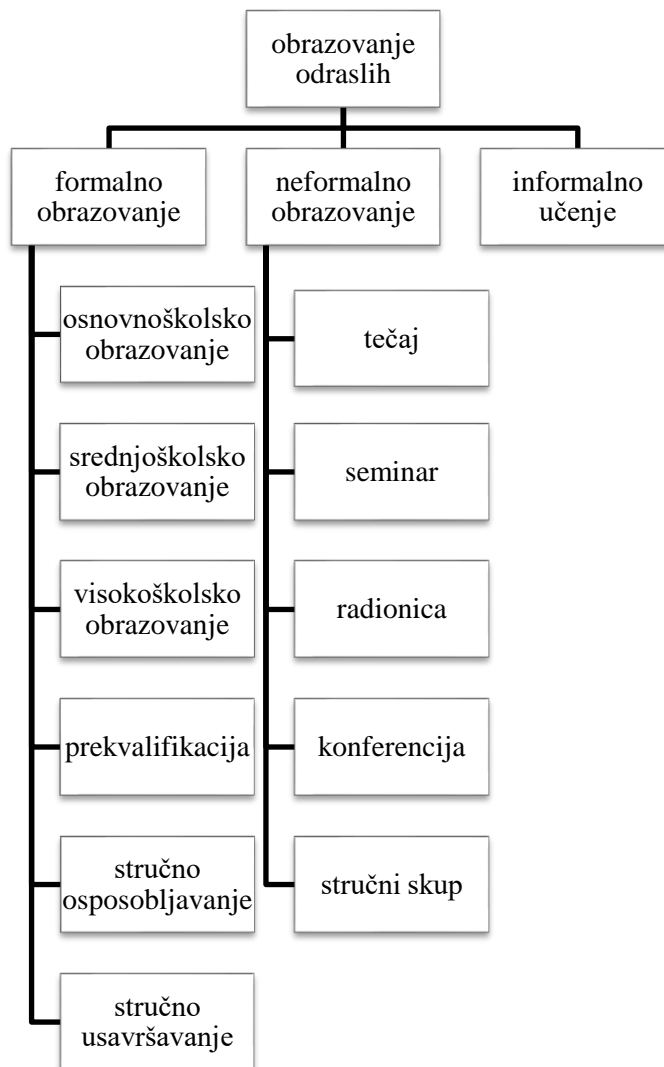 obrazovanje
odraslih
formalno
obrazovanje
neformalno
obrazovanje
informalno
učenje
osnovnoškolsko
obrazovanje
srednjoškolsko
obrazovanje
visokoškolsko
obrazovanje
prekvalifikacija
stručno
osposobljavanje
stručno
usavršavanje
tečaj
seminar
radionica
konferencija
stručni skup